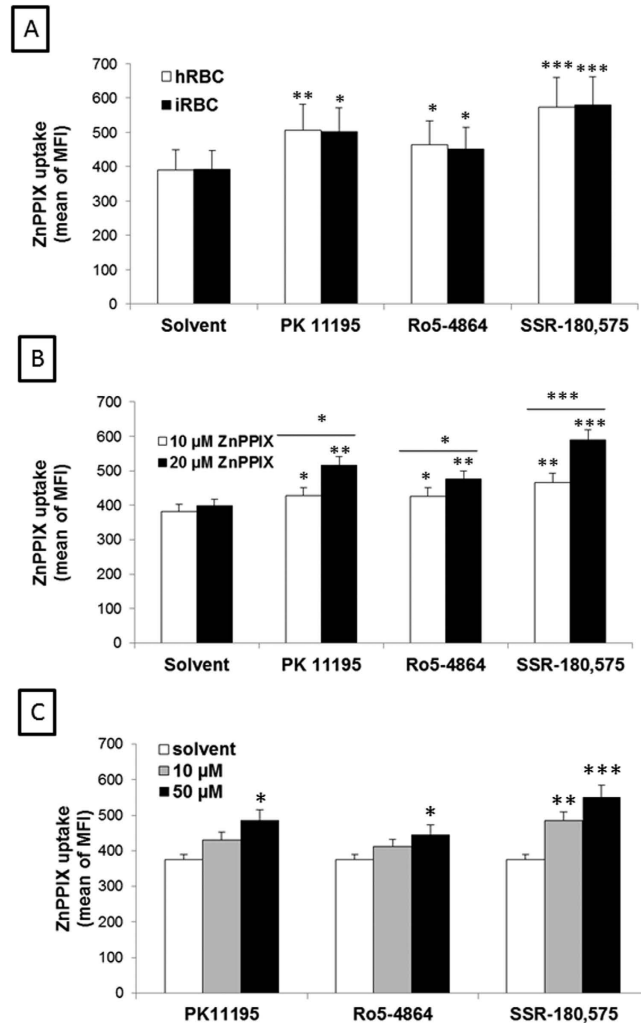 A
ZnPPIX uptake
(mean of MFI)
700
600
500
400
300
200
100
0
hRBC
iRBC
** *
* *
*** ***
Solvent PK 11195 Ro5-4864 SSR-180,575
B
ZnPPIX uptake
(mean of MFI)
700
600
500
400
300
200
100
0
10 µM ZnPPIX
20 µM ZnPPIX
* * ***
* ** * ** ** ***
Solvent PK 11195 Ro5-4864 SSR-180,575
C
ZnPPIX uptake
(mean of MFI)
700
600
500
400
300
200
100
0
solvent
10 µM
50 µM
* * ** ***
PK11195 Ro5-4864 SSR-180,575